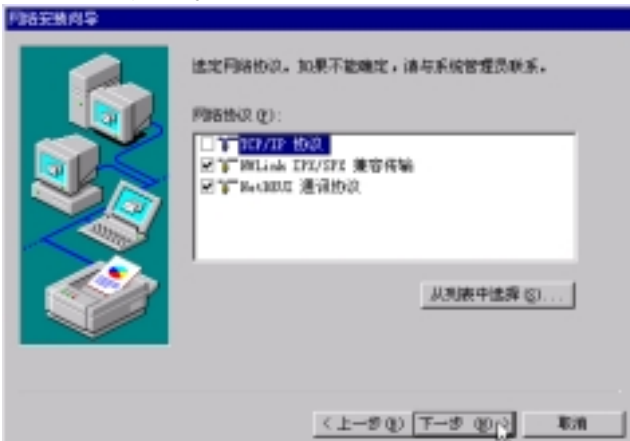 网络安装向导
选定网络协议。如果不能确定，请与系统管理员联系。
网络协议(P):
TCP/IP 协议
NWLink IPX/SPX 兼容传输
NetBEUI 通讯协议
从列表中选择(S)...
<上一步(B)
下一步(N)>
取消